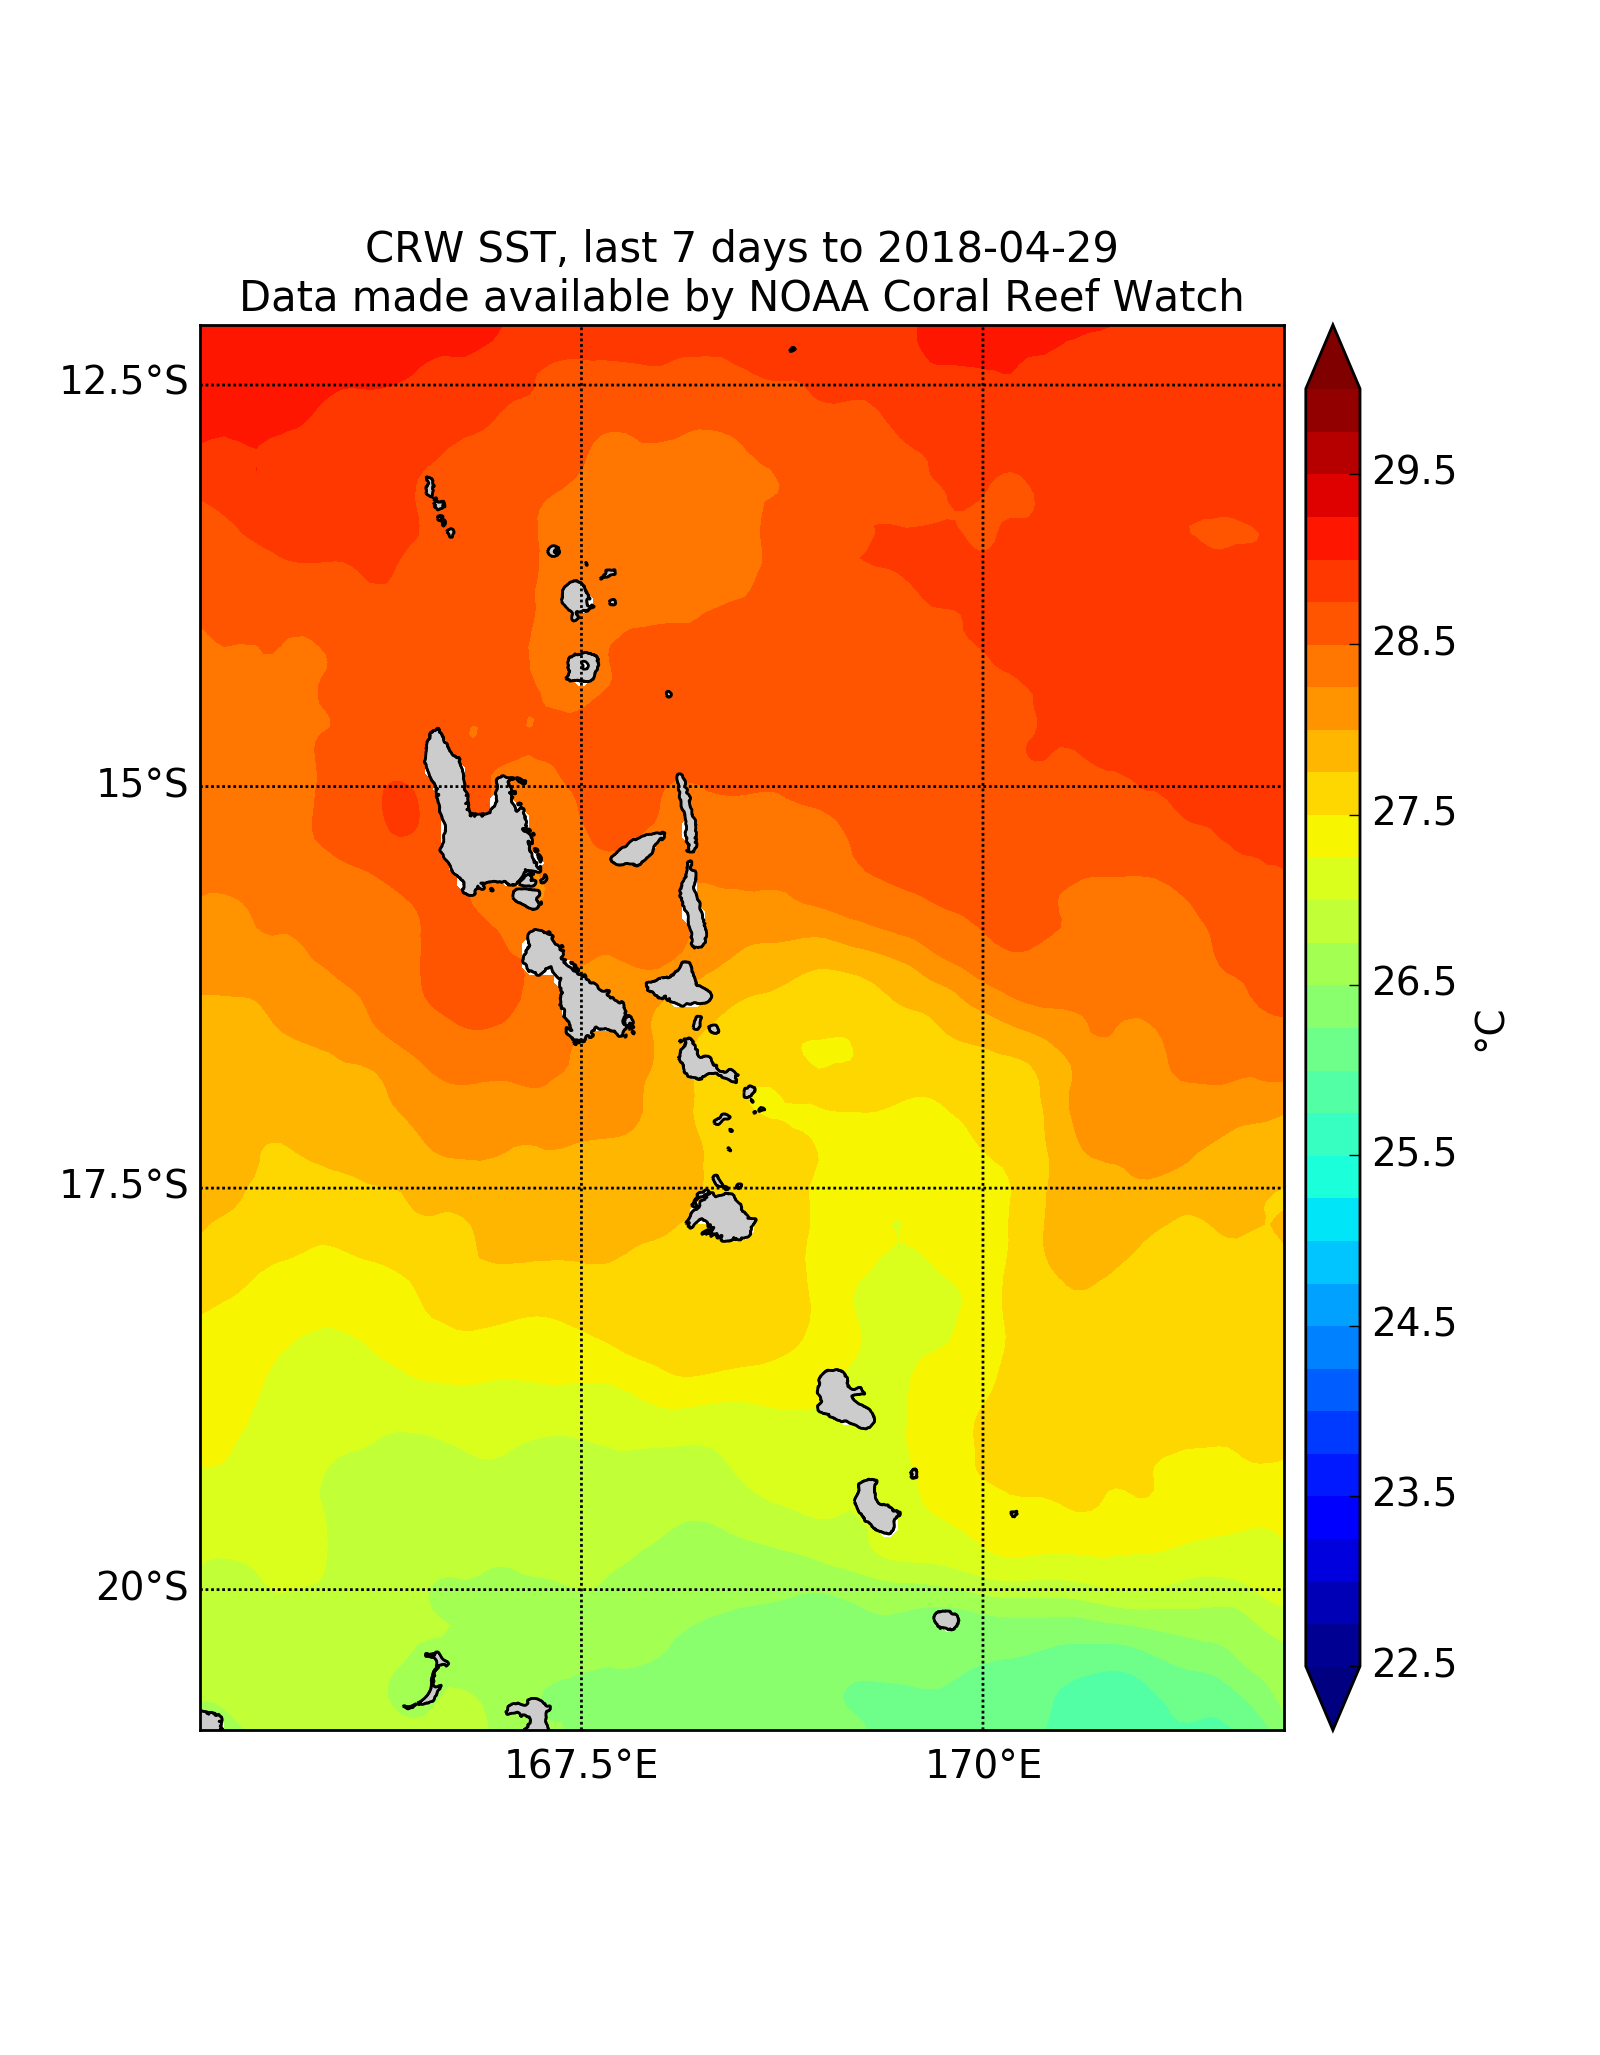 CRW SST, last 7 days to 2018-04-29
Data made available by NOAA Coral Reef Watch
12.5°S
15°S
17.5°S
20°S
167.5°E
170°E
29.5
28.5
27.5
26.5
25.5
24.5
23.5
22.5
°C